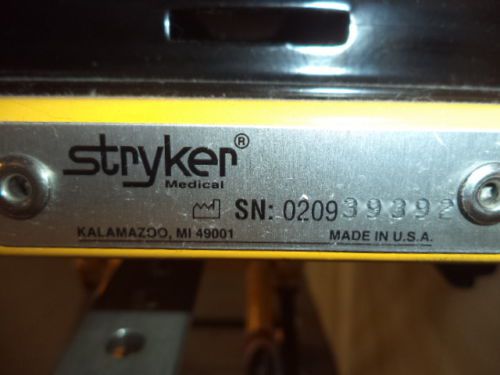 stryker®
Medical
SN: 020939392
KALAMAZOO, MI 49001
MADE IN U.S.A.